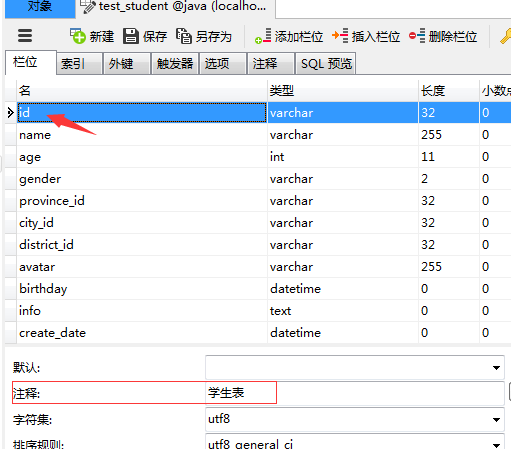 对象 test_student @java (localho...
新建 保存 另存为 添加栏位 插入栏位 删除栏位
栏位 索引 外键 触发器 选项 注释 SQL 预览
名 类型 长度 小数点
id varchar 32 0
name varchar 255 0
age int 11 0
gender varchar 2 0
province_id varchar 32 0
city_id varchar 32 0
district_id varchar 32 0
avatar varchar 255 0
birthday datetime 0 0
info text 0 0
create_date datetime 0 0
默认:
注释: 学生表
字符集: utf8
排序规则: utf8_general_ci